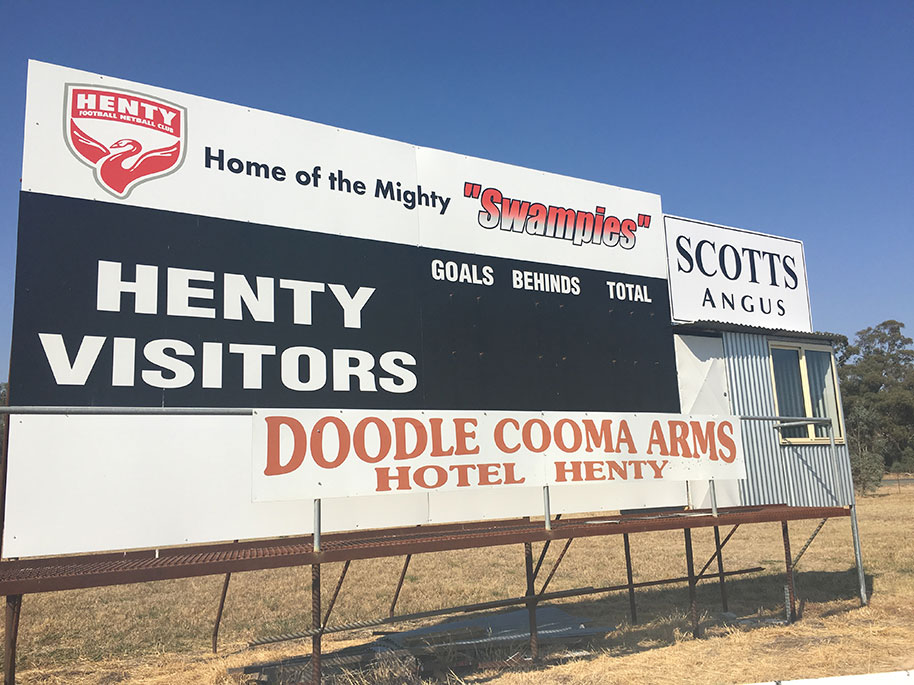 HENTY
FOOTBALL NETBALL CLUB
Home of the Mighty "Swampies"
SCOTTS
ANGUS
GOALS BEHINDS TOTAL
HENTY
VISITORS
DOODLE COOMA ARMS
HOTEL HENTY